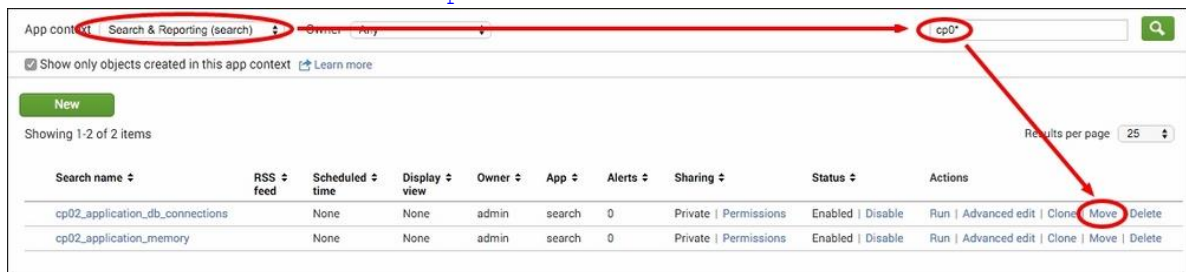 App context Search & Reporting (search) Owner Any cp0*
Show only objects created in this app context Learn more
New
Showing 1-2 of 2 items Results per page 25
Search name RSS feed Scheduled time Display view Owner App Alerts Sharing Status Actions
cp02_application_db_connections None None admin search 0 Private | Permissions Enabled | Disable Run | Advanced edit | Clone | Move | Delete
cp02_application_memory None None admin search 0 Private | Permissions Enabled | Disable Run | Advanced edit | Clone | Move | Delete